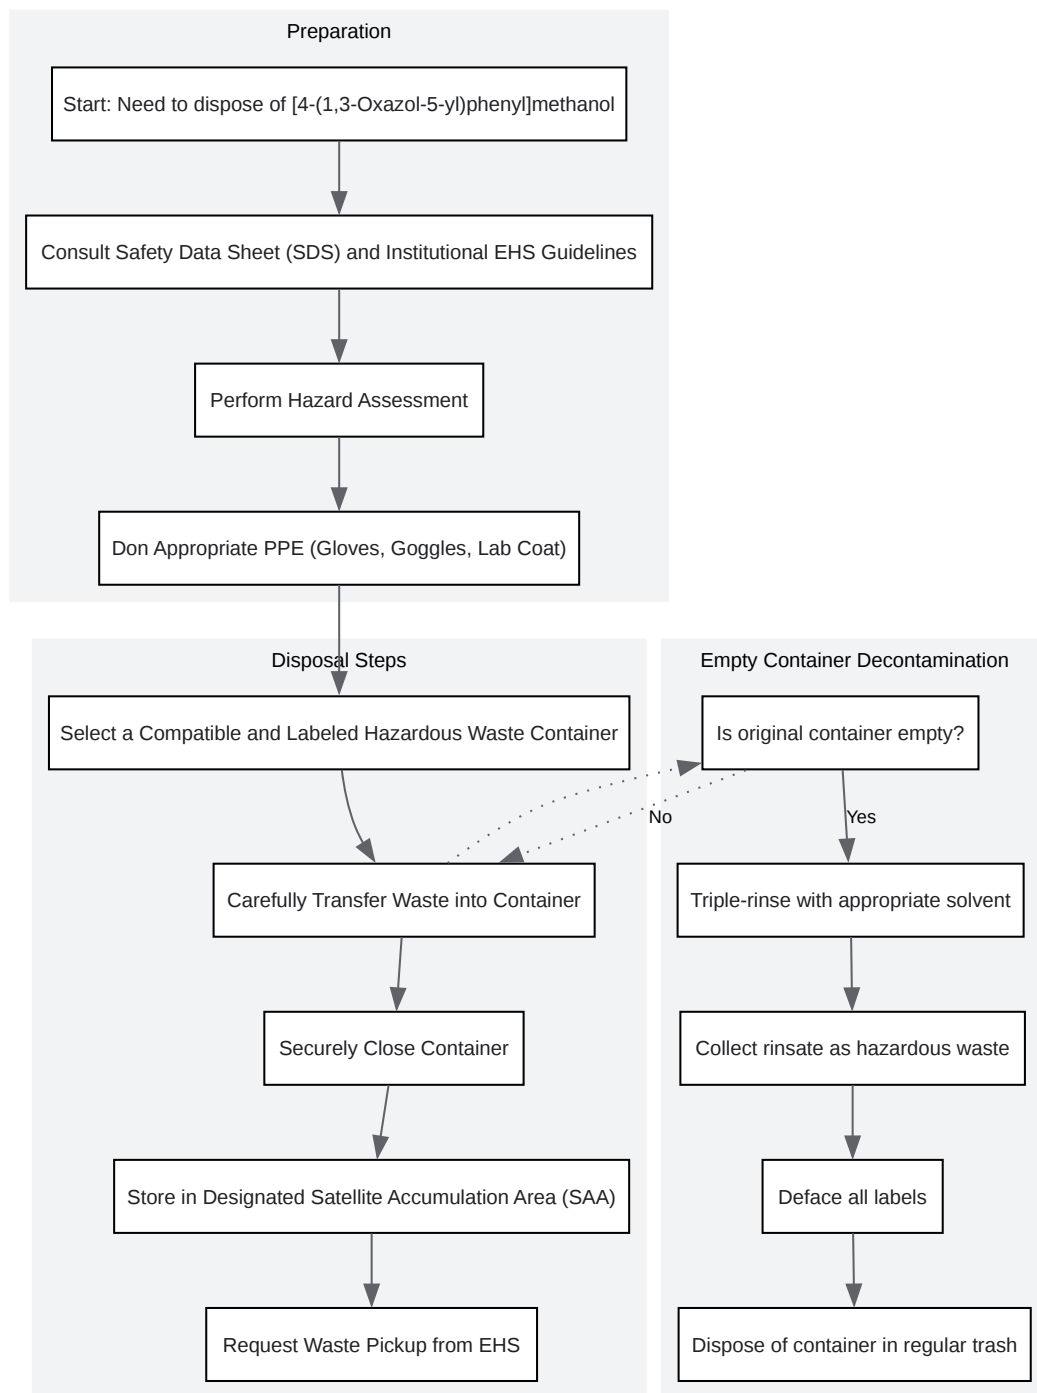 Preparation
Start: Need to dispose of [4-(1,3-Oxazol-5-yl)phenyl]methanol
Consult Safety Data Sheet (SDS) and Institutional EHS Guidelines
Perform Hazard Assessment
Don Appropriate PPE (Gloves, Goggles, Lab Coat)
Disposal Steps
Select a Compatible and Labeled Hazardous Waste Container
Carefully Transfer Waste into Container
Securely Close Container
Store in Designated Satellite Accumulation Area (SAA)
Request Waste Pickup from EHS
Empty Container Decontamination
Is original container empty?
No
Yes
Triple-rinse with appropriate solvent
Collect rinsate as hazardous waste
Deface all labels
Dispose of container in regular trash